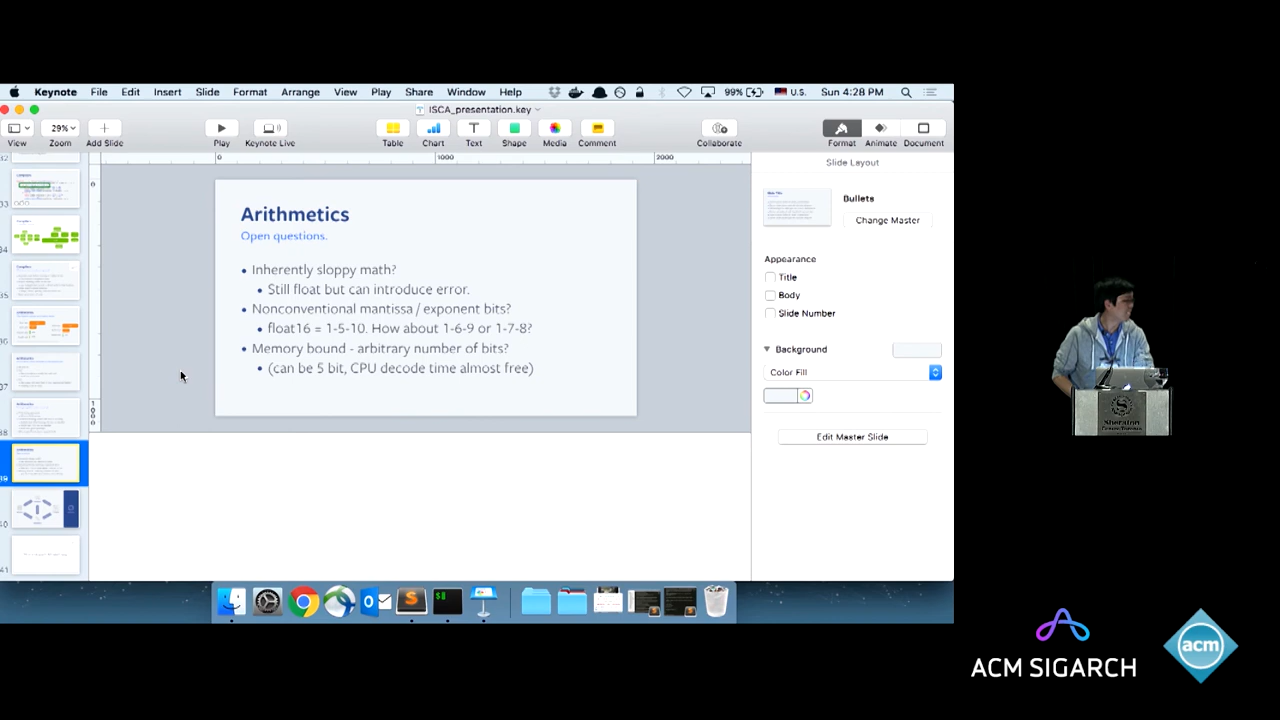 Keynote File Edit Insert Slide Format Arrange View Play Share Window Help 99% U.S. Sun 4:28 PM
ISCA_presentation.key
29%
View Zoom Add Slide Play Keynote Live Table Chart Text Shape Media Comment Collaborate Format Animate Document
0 1000 2000
Slide Layout
Bullets
Change Master
Appearance
Title
Body
Slide Number
Background
Color Fill
Edit Master Slide
Arithmetics
Open questions.
• Inherently sloppy math?
• Still float but can introduce error.
• Nonconventional mantissa / exponent bits?
• float16 = 1-5-10. How about 1-6-9 or 1-7-8?
• Memory bound - arbitrary number of bits?
• (can be 5 bit, CPU decode time almost free)
Sheraton
ACM SIGARCH
acm